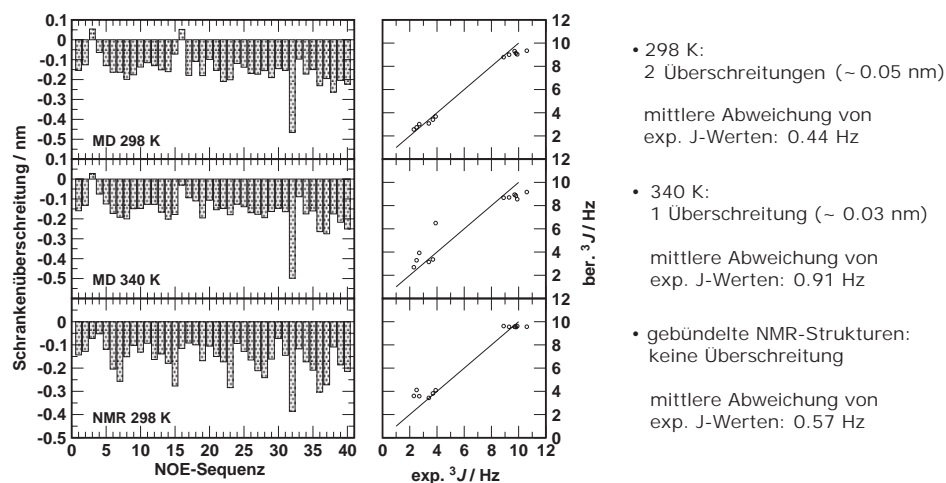 Schrankenüberschreitung / nm
0.1
0
-0.1
-0.2
-0.3
-0.4
-0.5
MD 298 K
0.1
0
-0.1
-0.2
-0.3
-0.4
-0.5
MD 340 K
0
-0.1
-0.2
-0.3
-0.4
-0.5
NMR 298 K
0 5 10 15 20 25 30 35 40
NOE-Sequenz
12
10
8
6
4
2
12
10
8
6
4
2
12
10
8
6
4
2
0
ber. ³J / Hz
0 2 4 6 8 10 12
exp. ³J / Hz
• 298 K:
2 Überschreitungen (~ 0.05 nm)
mittlere Abweichung von
exp. J-Werten: 0.44 Hz
• 340 K:
1 Überschreitung (~ 0.03 nm)
mittlere Abweichung von
exp. J-Werten: 0.91 Hz
• gebündelte NMR-Strukturen:
keine Überschreitung
mittlere Abweichung von
exp. J-Werten: 0.57 Hz